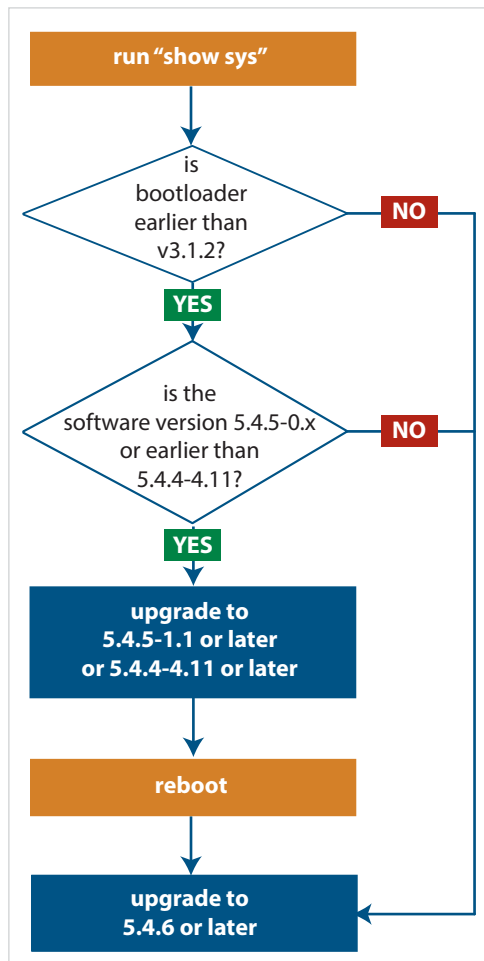 run “show sys”
is
bootloader
earlier than
v3.1.2?
NO
YES
is the
software version 5.4.5-0.x
or earlier than
5.4.4-4.11?
NO
YES
upgrade to
5.4.5-1.1 or later
or 5.4.4-4.11 or later
reboot
upgrade to
5.4.6 or later